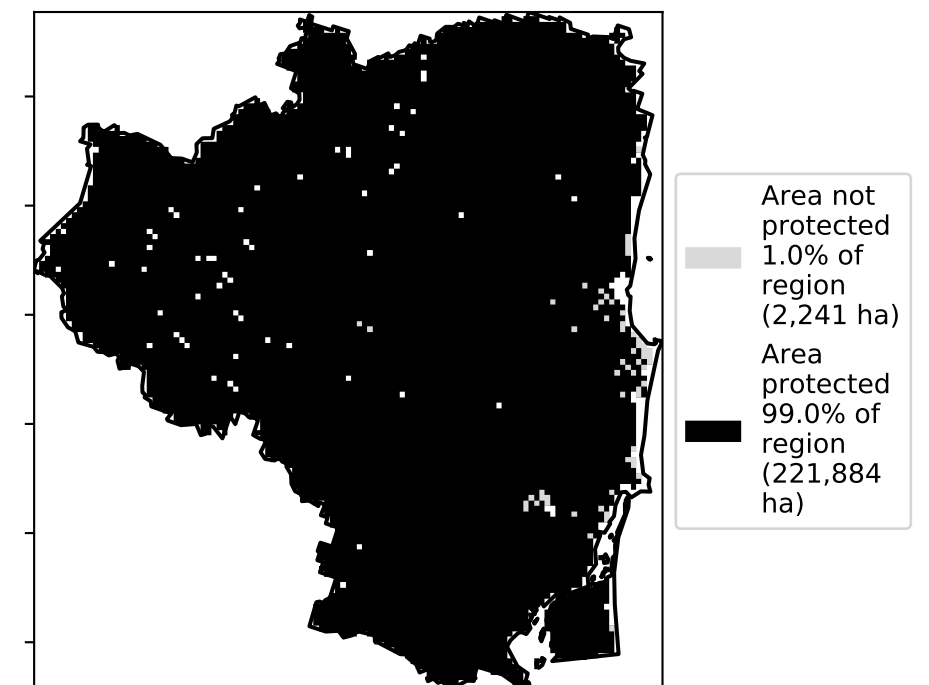 Area not
protected
1.0% of
region
(2,241 ha)
Area
protected
99.0% of
region
(221,884
ha)